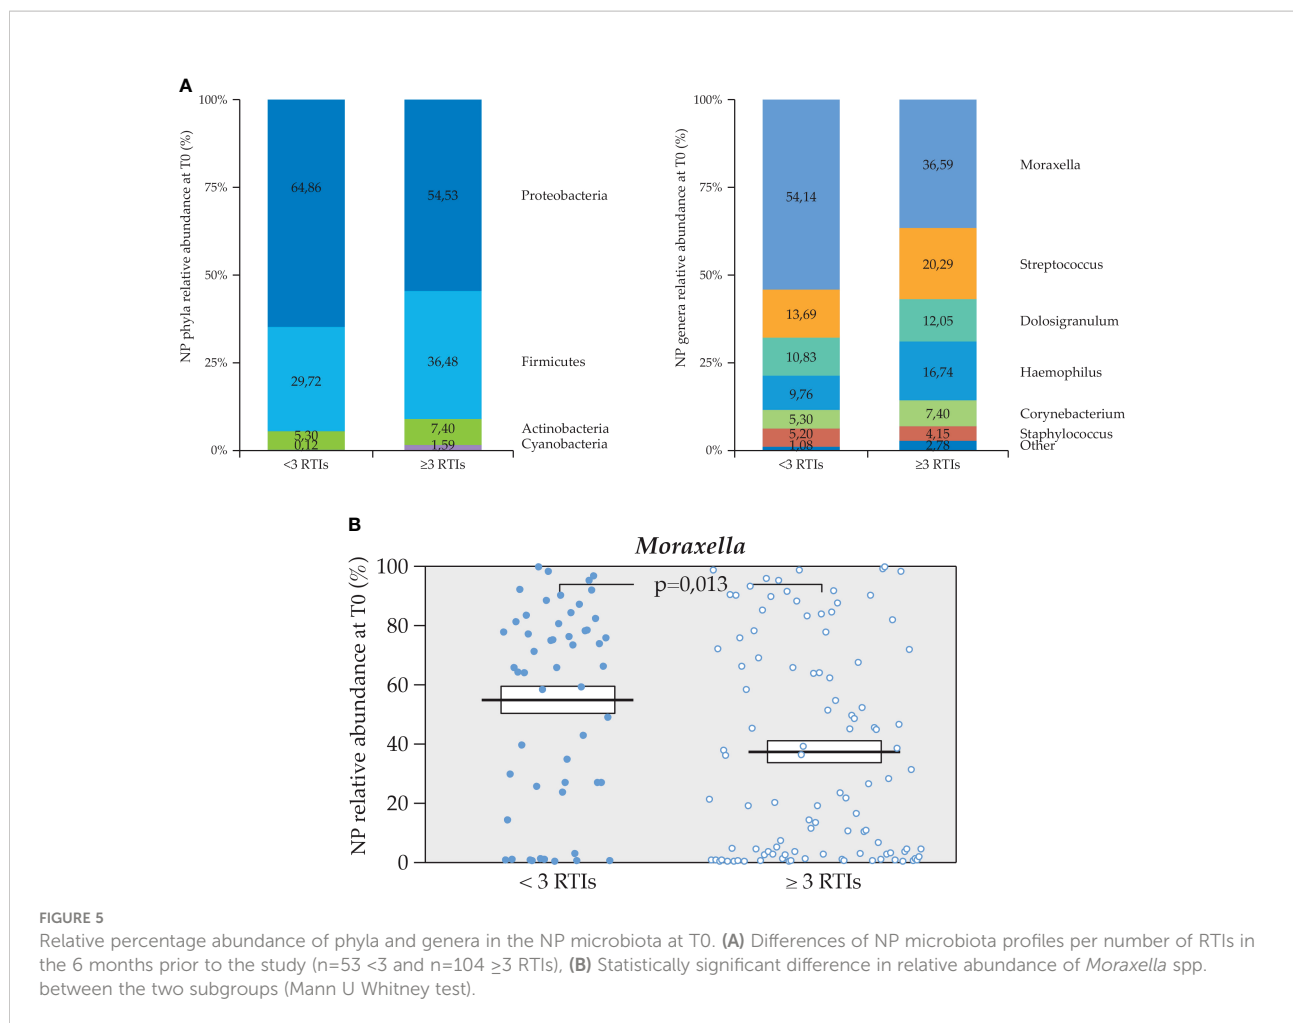 A
NP phyla relative abundance at T0 (%)
100%
75%
50%
25%
0%
64,86
29,72
5,30
0,12
54,53
36,48
7,40
1,59
Proteobacteria
Firmicutes
Actinobacteria
Cyanobacteria
<3 RTIs
≥3 RTIs
NP genera relative abundance at T0 (%)
100%
75%
50%
25%
0%
54,14
13,69
10,83
9,76
5,30
5,20
1,08
36,59
20,29
12,05
16,74
7,40
4,15
2,78
Moraxella
Streptococcus
Dolosigranulum
Haemophilus
Corynebacterium
Staphylococcus
Other
<3 RTIs
≥3 RTIs
B
Moraxella
NP relative abundance at T0 (%)
100
80
60
40
20
0
p=0,013
< 3 RTIs
≥ 3 RTIs
FIGURE 5
Relative percentage abundance of phyla and genera in the NP microbiota at T0. (A) Differences of NP microbiota profiles per number of RTIs in
the 6 months prior to the study (n=53 <3 and n=104 ≥3 RTIs), (B) Statistically significant difference in relative abundance of Moraxella spp.
between the two subgroups (Mann U Whitney test).